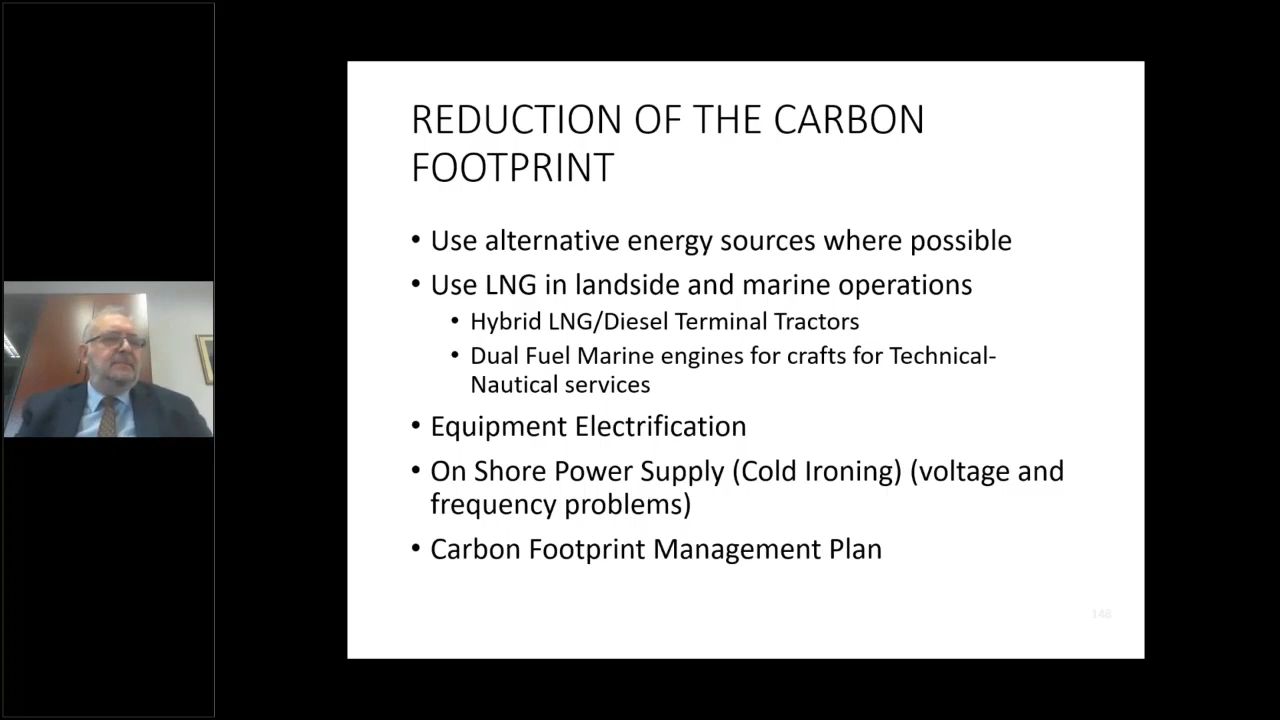 REDUCTION OF THE CARBON
FOOTPRINT
• Use alternative energy sources where possible
• Use LNG in landside and marine operations
• Hybrid LNG/Diesel Terminal Tractors
• Dual Fuel Marine engines for crafts for Technical-
Nautical services
• Equipment Electrification
• On Shore Power Supply (Cold Ironing) (voltage and
frequency problems)
• Carbon Footprint Management Plan
148